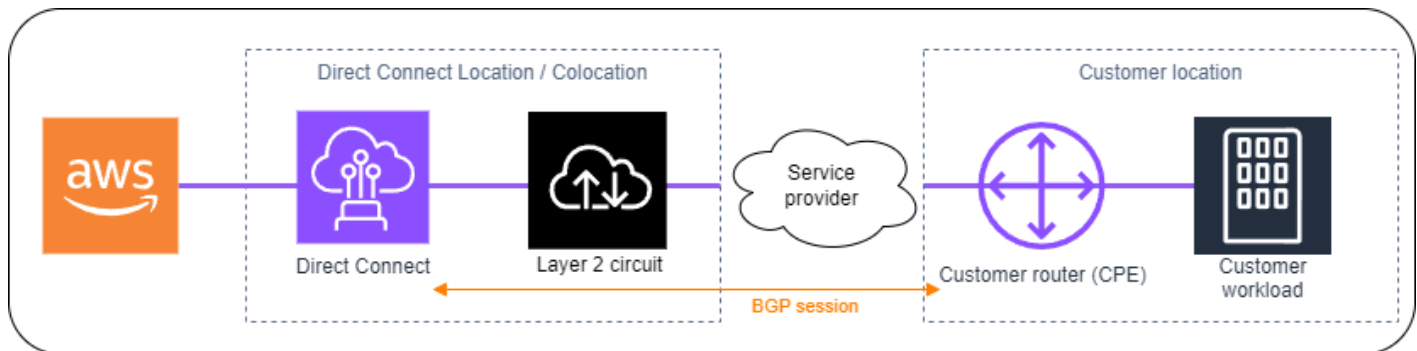 Direct Connect Location / Colocation
Customer location
aws
Service
provider
Direct Connect
Layer 2 circuit
Customer router (CPE)
Customer
workload
BGP session